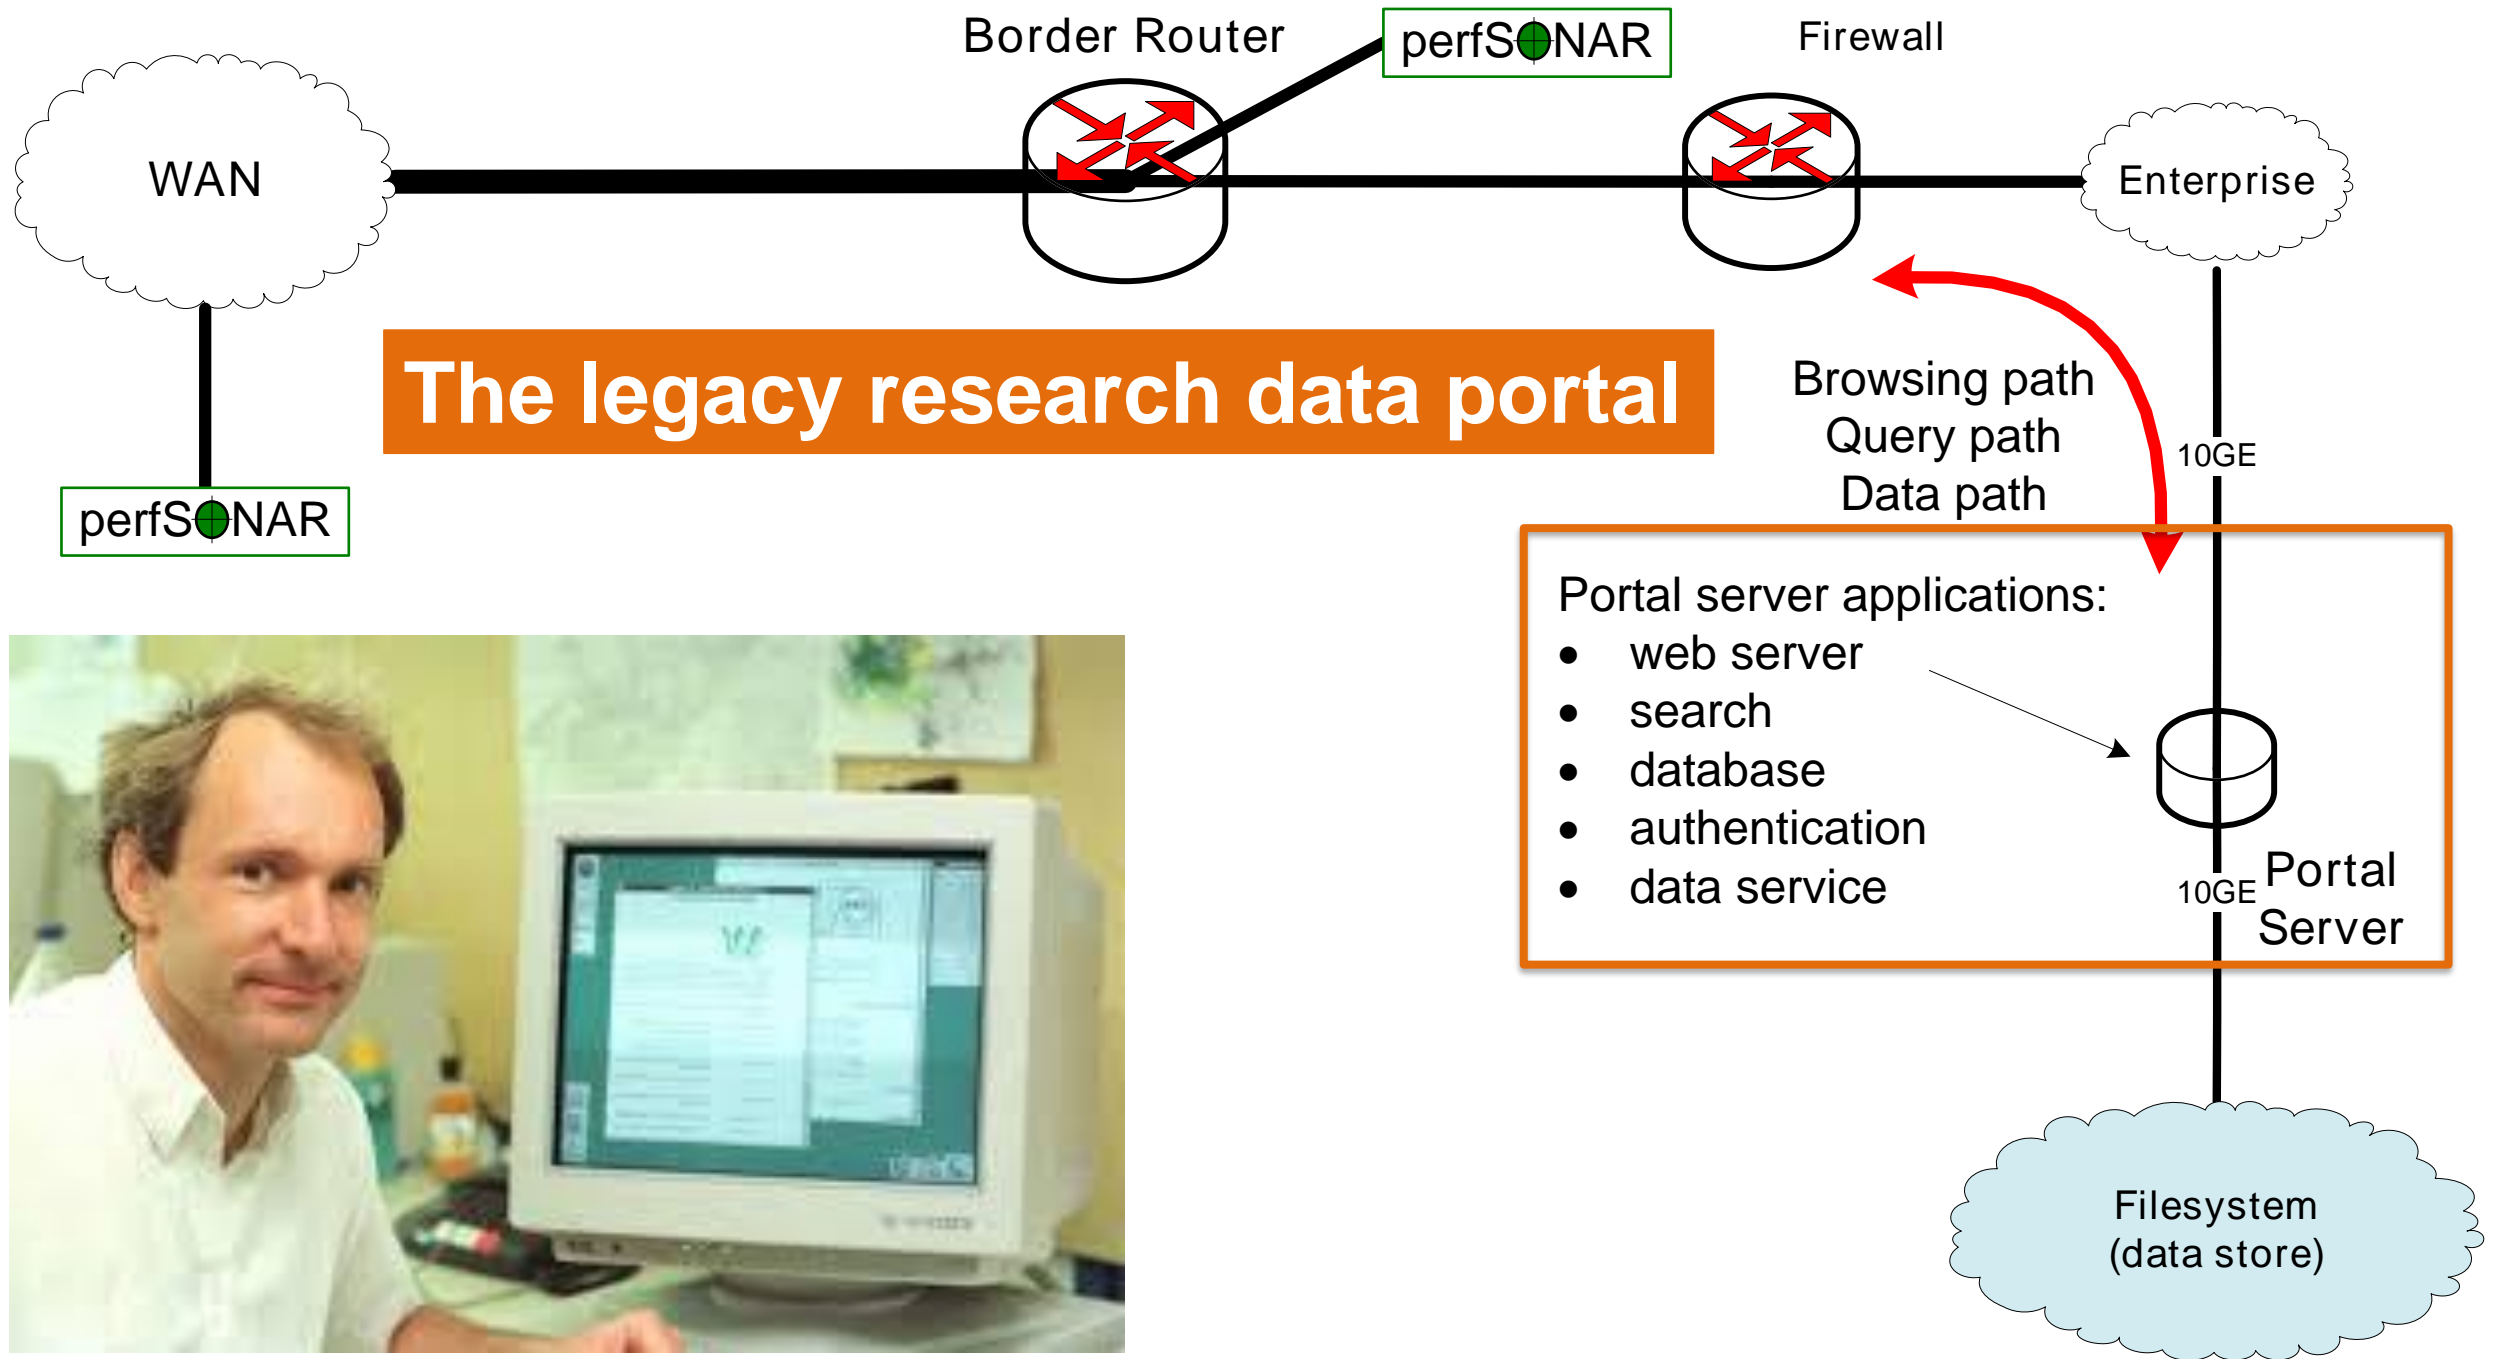 Border Router
perfSONAR
Firewall
WAN
Enterprise
The legacy research data portal
Browsing path
Query path
Data path
10GE
perfSONAR
Portal server applications:
• web server
• search
• database
• authentication
• data service
10GE
Portal
Server
Filesystem
(data store)